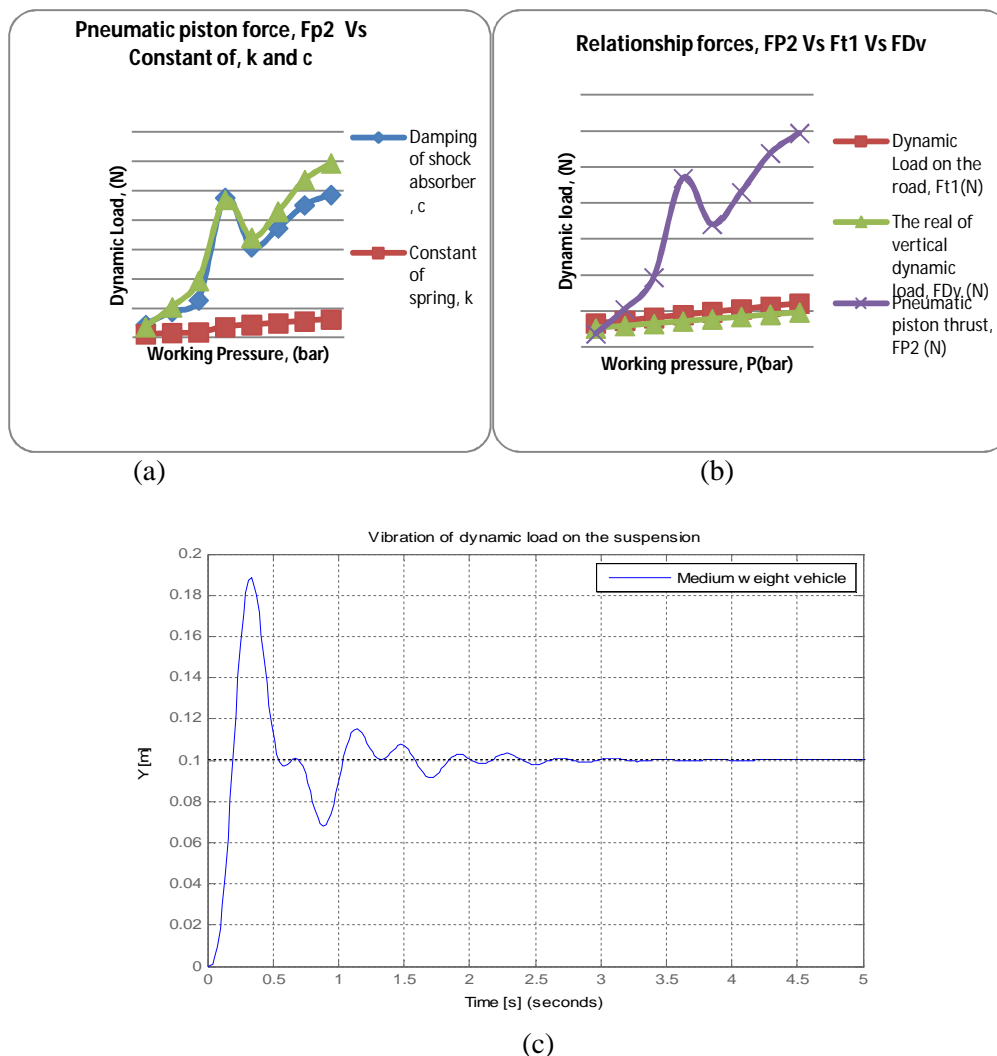 Pneumatic piston force, Fp2 Vs
Constant of, k and c
Dynamic Load, (N)
Damping
of shock
absorber
, c
Constant
of
spring, k
Working Pressure, (bar)
(a)
Relationship forces, FP2 Vs Ft1 Vs FDv
Dynamic load, (N)
Dynamic
Load on the
road, Ft1(N)
The real of
vertical
dynamic
load, FDv (N)
Pneumatic
piston thrust,
FP2 (N)
Working pressure, P(bar)
(b)
Vibration of dynamic load on the suspension
Medium weight vehicle
Y [m]
0.2
0.18
0.16
0.14
0.12
0.1
0.08
0.06
0.04
0.02
0
0 0.5 1 1.5 2 2.5 3 3.5 4 4.5 5
Time [s] (seconds)
(c)